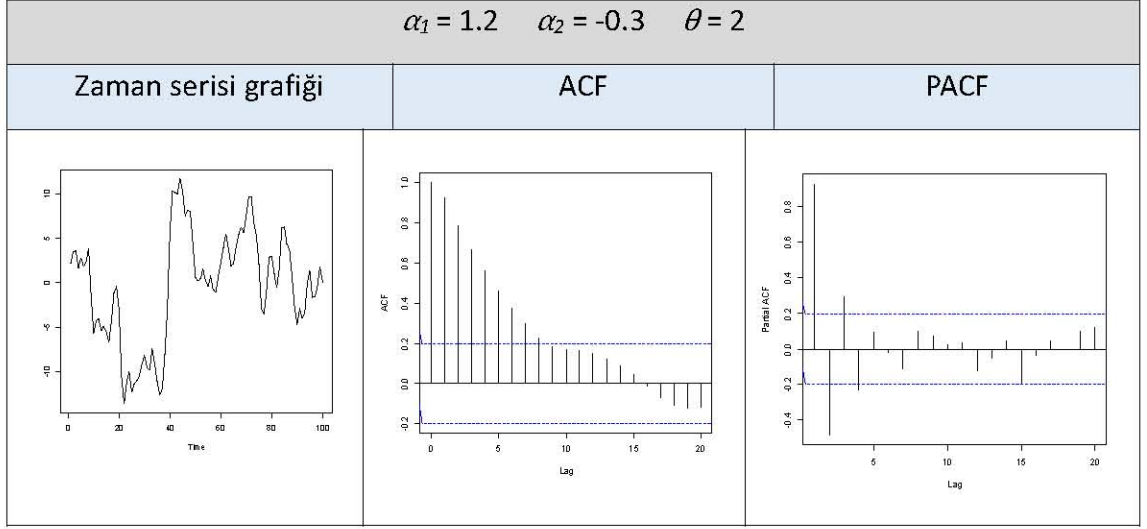 α1 = 1.2 α2 = -0.3 θ = 2
Zaman serisi grafiği
ACF
PACF
10
5
0
-5
-10
0 20 40 60 80 100
Time
ACF
1.0
0.8
0.6
0.4
0.2
0.0
-0.2
0 5 10 15 20
Lag
Partial ACF
0.8
0.6
0.4
0.2
0.0
-0.2
-0.4
5 10 15 20
Lag